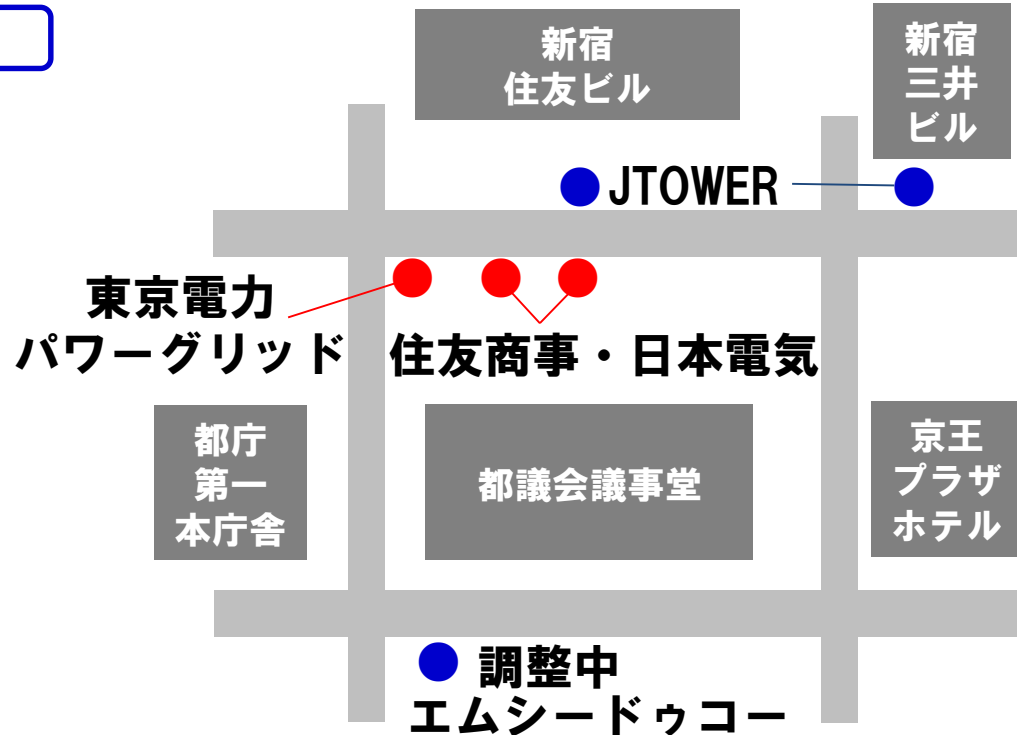 新宿
住友ビル
新宿
三井
ビル
JTOWER
東京電力
パワーグリッド
住友商事・日本電気
都庁
第一
本庁舎
都議会議事堂
京王
プラザ
ホテル
調整中
エムシードゥコー